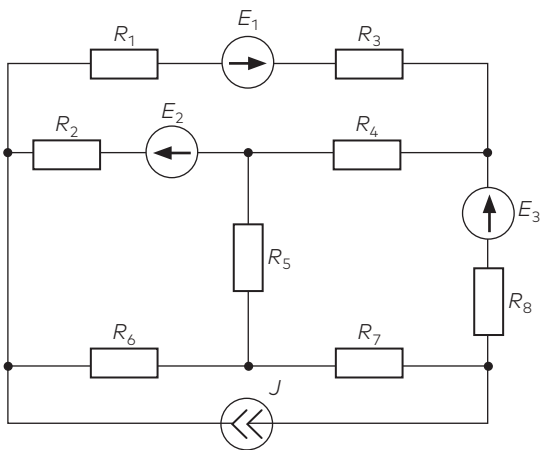 R₁ E₁ R₃
R₂ E₂ R₄
E₃
R₅
R₈
R₆ R₇
J